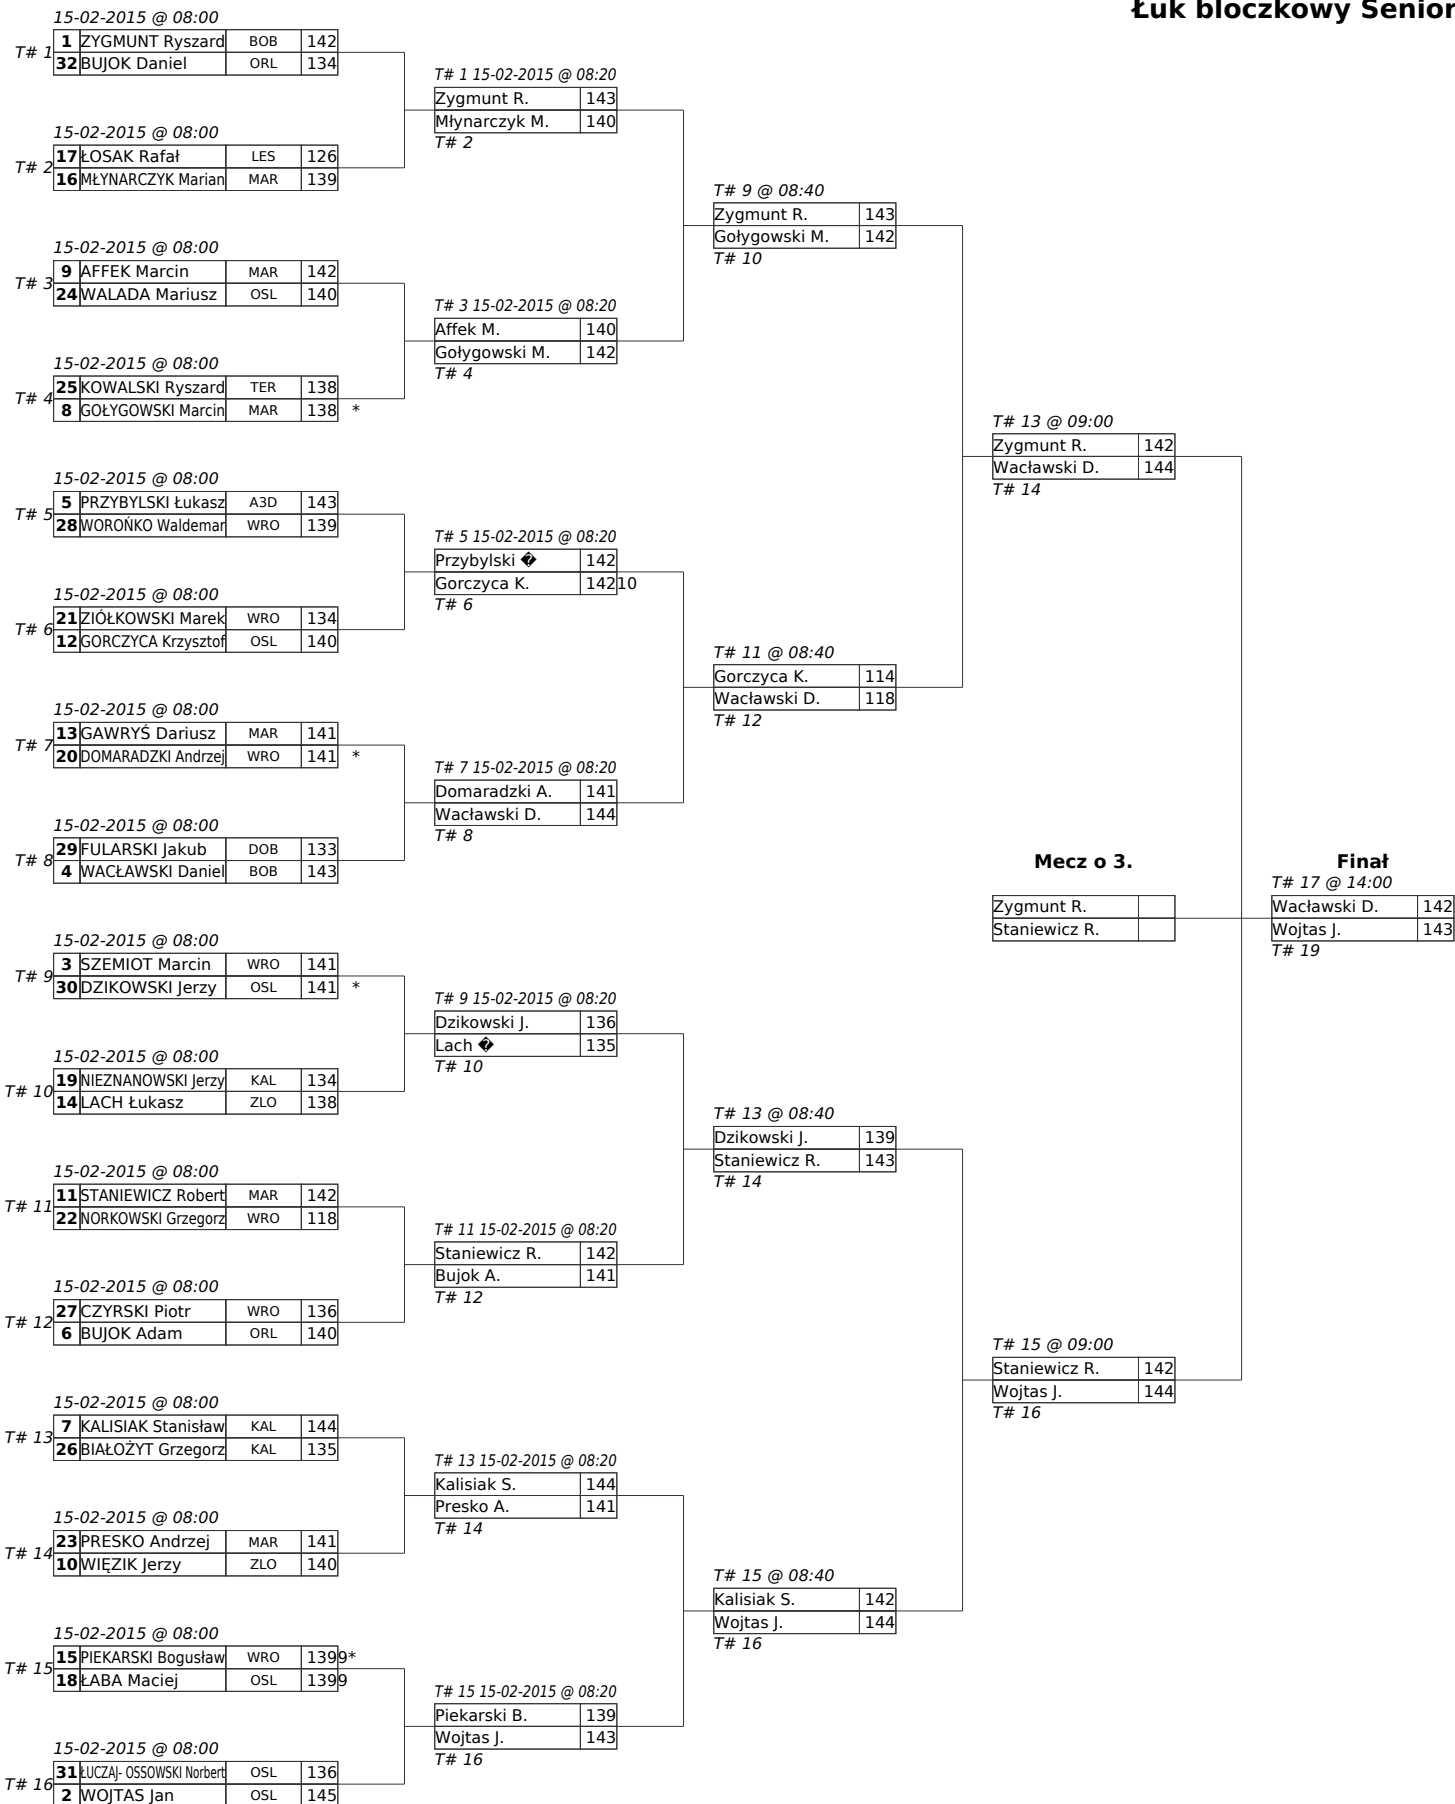 Łuk bloczkowy Senior
15-02-2015 @ 08:00
T# 1
1 ZYGMUNT Ryszard BOB 142
32 BUJOK Daniel ORL 134
15-02-2015 @ 08:00
T# 2
17 ŁOSAK Rafał LES 126
16 MŁYNARCZYK Marian MAR 139
15-02-2015 @ 08:00
T# 3
9 AFFEK Marcin MAR 142
24 WALADA Mariusz OSL 140
15-02-2015 @ 08:00
T# 4
25 KOWALSKI Ryszard TER 138
8 GOŁYGOWSKI Marcin MAR 138 *
15-02-2015 @ 08:00
T# 5
5 PRZYBYLSKI Łukasz A3D 143
28 WOROŃKO Waldemar WRO 139
15-02-2015 @ 08:00
T# 6
21 ZIÓŁKOWSKI Marek WRO 134
12 GORCZYCA Krzysztof OSL 140
15-02-2015 @ 08:00
T# 7
13 GAWRYŚ Dariusz MAR 141
20 DOMARADZKI Andrzej WRO 141 *
15-02-2015 @ 08:00
T# 8
29 FULARSKI Jakub DOB 133
4 WACŁAWSKI Daniel BOB 143
15-02-2015 @ 08:00
T# 9
3 SZEMIOT Marcin WRO 141
30 DZIKOWSKI Jerzy OSL 141 *
15-02-2015 @ 08:00
T# 10
19 NIEZNANOWSKI Jerzy KAL 134
14 LACH Łukasz ZLO 138
15-02-2015 @ 08:00
T# 11
11 STANIEWICZ Robert MAR 142
22 NORKOWSKI Grzegorz WRO 118
15-02-2015 @ 08:00
T# 12
27 CZYRSKI Piotr WRO 136
6 BUJOK Adam ORL 140
15-02-2015 @ 08:00
T# 13
7 KALISIAK Stanisław KAL 144
26 BIAŁOŻYT Grzegorz KAL 135
15-02-2015 @ 08:00
T# 14
23 PRESKO Andrzej MAR 141
10 WIĘZIK Jerzy ZLO 140
15-02-2015 @ 08:00
T# 15
15 PIEKARSKI Bogusław WRO 139 9*
18 ŁABA Maciej OSL 139 9
15-02-2015 @ 08:00
T# 16
31 ŁUCZAJ- OSSOWSKI Norbert OSL 136
2 WOJTAS Jan OSL 145
T# 1 15-02-2015 @ 08:20
Zygmunt R. 143
Młynarczyk M. 140
T# 2
T# 3 15-02-2015 @ 08:20
Affek M. 140
Gołygowski M. 142
T# 4
T# 5 15-02-2015 @ 08:20
Przybylski � 142
Gorczyca K. 142 10
T# 6
T# 7 15-02-2015 @ 08:20
Domaradzki A. 141
Wacławski D. 144
T# 8
T# 9 15-02-2015 @ 08:20
Dzikowski J. 136
Lach � 135
T# 10
T# 11 15-02-2015 @ 08:20
Staniewicz R. 142
Bujok A. 141
T# 12
T# 13 15-02-2015 @ 08:20
Kalisiak S. 144
Presko A. 141
T# 14
T# 15 15-02-2015 @ 08:20
Piekarski B. 139
Wojtas J. 143
T# 16
T# 9 @ 08:40
Zygmunt R. 143
Gołygowski M. 142
T# 10
T# 11 @ 08:40
Gorczyca K. 114
Wacławski D. 118
T# 12
T# 13 @ 08:40
Dzikowski J. 139
Staniewicz R. 143
T# 14
T# 15 @ 08:40
Kalisiak S. 142
Wojtas J. 144
T# 16
T# 13 @ 09:00
Zygmunt R. 142
Wacławski D. 144
T# 14
T# 15 @ 09:00
Staniewicz R. 142
Wojtas J. 144
T# 16
Mecz o 3.
Zygmunt R.
Staniewicz R.
Finał
T# 17 @ 14:00
Wacławski D. 142
Wojtas J. 143
T# 19